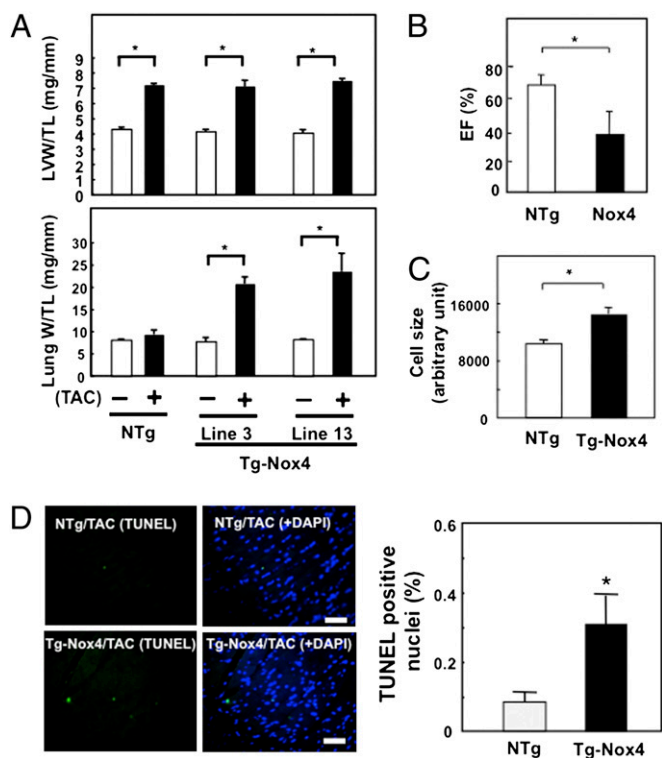 A
LVW/TL (mg/mm)
9
8
7
6
5
4
3
2
1
0
*
*
*
Lung W/TL (mg/mm)
25
20
15
10
5
0
*
*
(TAC)
– + – + – +
NTg Line 3 Line 13
Tg-Nox4
B
EF (%)
80
60
40
20
0
*
NTg Nox4
C
Cell size
(arbitrary unit)
16000
8000
0
*
NTg Tg-Nox4
D
NTg/TAC (TUNEL)
NTg/TAC (+DAPI)
Tg-Nox4/TAC (TUNEL)
Tg-Nox4/TAC (+DAPI)
TUNEL positive
nuclei (%)
0.6
0.4
0.2
0
*
NTg Tg-Nox4